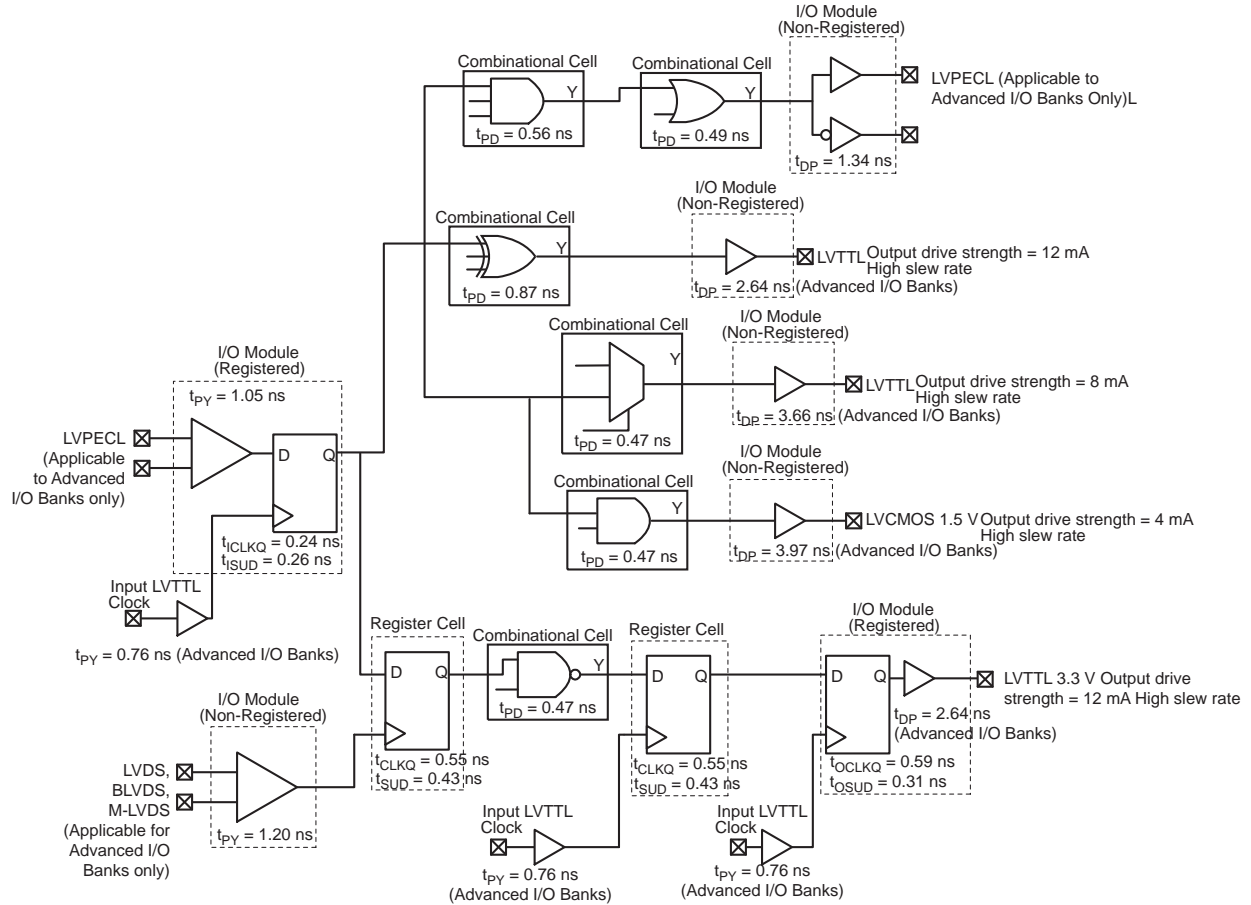 I/O Module
(Non-Registered)
Combinational Cell
Y
tPD = 0.56 ns
Combinational Cell
Y
tPD = 0.49 ns
tDP = 1.34 ns
LVPECL (Applicable to
Advanced I/O Banks Only)L
I/O Module
(Non-Registered)
Combinational Cell
Y
tPD = 0.87 ns
tDP = 2.64 ns (Advanced I/O Banks)
LVTTL Output drive strength = 12 mA
High slew rate
I/O Module
(Non-Registered)
Combinational Cell
Y
tPD = 0.47 ns
tDP = 3.66 ns (Advanced I/O Banks)
LVTTL Output drive strength = 8 mA
High slew rate
I/O Module
(Non-Registered)
Combinational Cell
Y
tPD = 0.47 ns
tDP = 3.97 ns (Advanced I/O Banks)
LVCMOS 1.5 V Output drive strength = 4 mA
High slew rate
I/O Module
(Registered)
tPY = 1.05 ns
LVPECL
(Applicable
to Advanced
I/O Banks only)
D
Q
tICLKQ = 0.24 ns
tISUD = 0.26 ns
Input LVTTL
Clock
tPY = 0.76 ns (Advanced I/O Banks)
I/O Module
(Non-Registered)
LVDS,
BLVDS,
M-LVDS
(Applicable for
Advanced I/O
Banks only)
tPY = 1.20 ns
Register Cell
D
Q
tCLKQ = 0.55 ns
tSUD = 0.43 ns
Combinational Cell
Y
tPD = 0.47 ns
Register Cell
D
Q
tCLKQ = 0.55 ns
tSUD = 0.43 ns
Input LVTTL
Clock
tPY = 0.76 ns
(Advanced I/O Banks)
I/O Module
(Registered)
D
Q
tDP = 2.64 ns
(Advanced I/O Banks)
tOCLKQ = 0.59 ns
tOSUD = 0.31 ns
LVTTL 3.3 V Output drive
strength = 12 mA High slew rate
Input LVTTL
Clock
tPY = 0.76 ns
(Advanced I/O Banks)